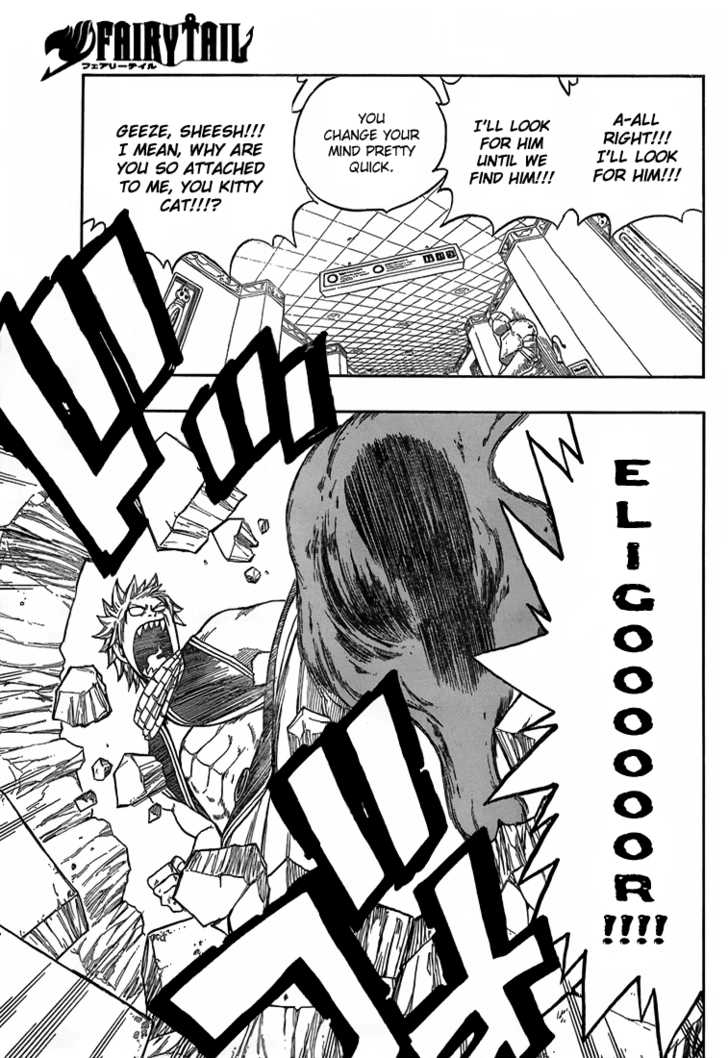 FAIRY TAIL
フェアリーテイル
A-ALL
RIGHT!!!
I'LL LOOK
FOR HIM!!!
I'LL LOOK
FOR HIM
UNTIL WE
FIND HIM!!!
YOU
CHANGE YOUR
MIND PRETTY
QUICK.
GEEZE, SHEESH!!!
I MEAN, WHY ARE
YOU SO ATTACHED
TO ME, YOU KITTY
CAT!!!?
ELIGOOOOOOR
!!!!